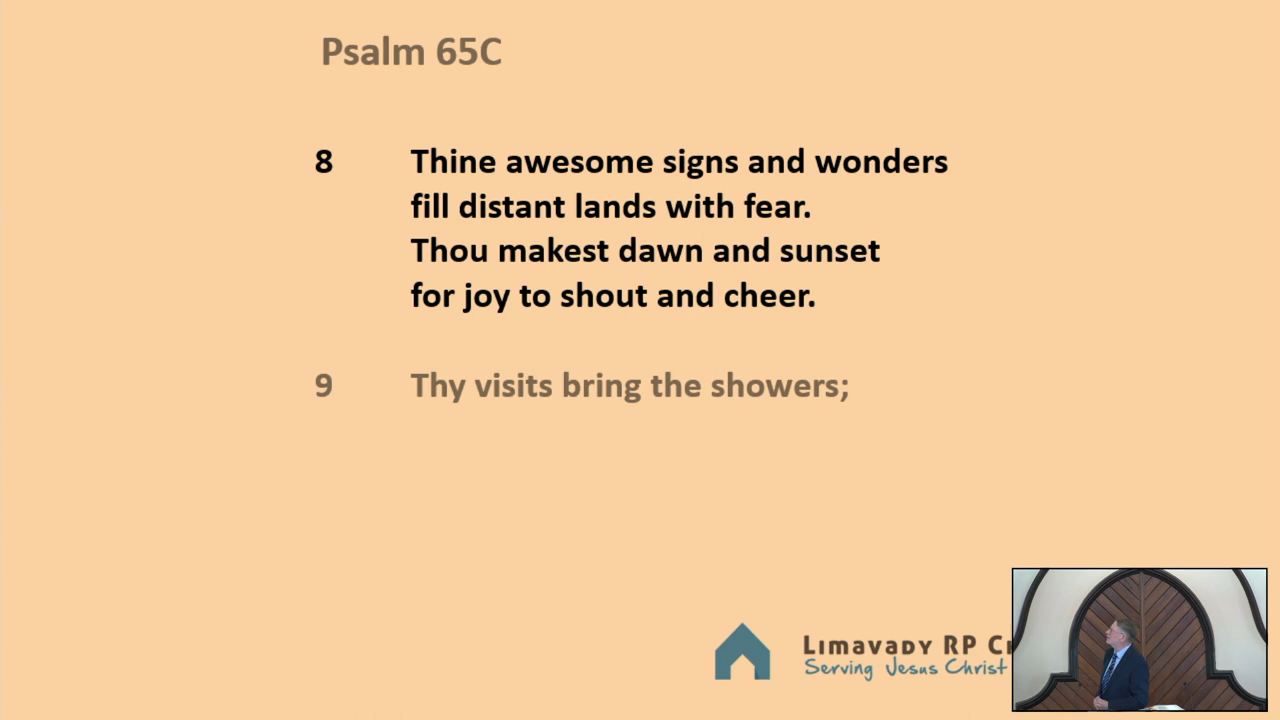 Psalm 65C
8 Thine awesome signs and wonders
fill distant lands with fear.
Thou makest dawn and sunset
for joy to shout and cheer.
9 Thy visits bring the showers;
Limavady RP
Serving Jesus Christ